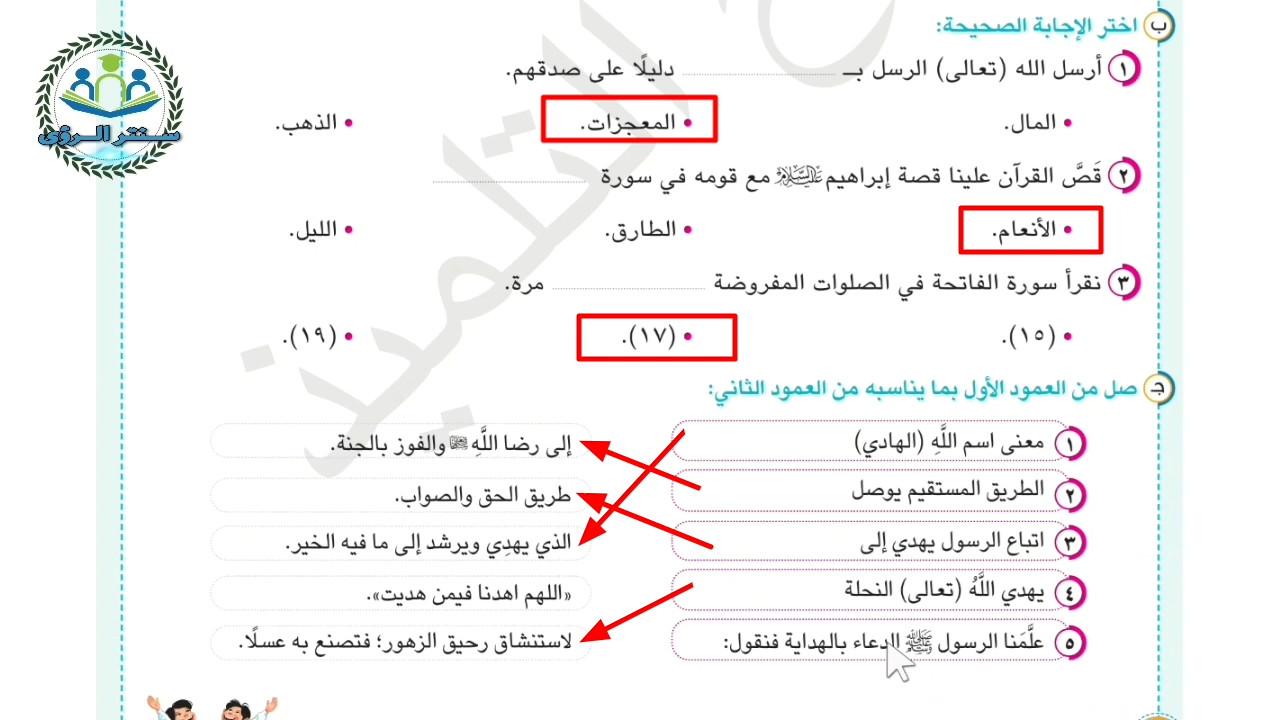 سنتر الرؤى
ب اختر الإجابة الصحيحة:
١ أرسل الله (تعالى) الرسل بـ ........ دليلًا على صدقهم.
• المال. • المعجزات. • الذهب.
٢ قَصَّ القرآن علينا قصة إبراهيم عليه السلام مع قومه في سورة ........
• الأنعام. • الطارق. • الليل.
٣ نقرأ سورة الفاتحة في الصلوات المفروضة ........ مرة.
• (١٥). • (١٧). • (١٩).
ج صل من العمود الأول بما يناسبه من العمود الثاني:
١ معنى اسم اللَّهِ (الهادي) إلى رضا اللَّهِ ﷻ والفوز بالجنة.
٢ الطريق المستقيم يوصل طريق الحق والصواب.
٣ اتباع الرسول يهدي إلى الذي يهدِي ويرشد إلى ما فيه الخير.
٤ يهدي اللَّهُ (تعالى) النحلة «اللهم اهدنا فيمن هديت».
٥ علَّمَنا الرسول ﷺ الدعاء بالهداية فنقول: لاستنشاق رحيق الزهور؛ فتصنع به عسلًا.
التلميذ